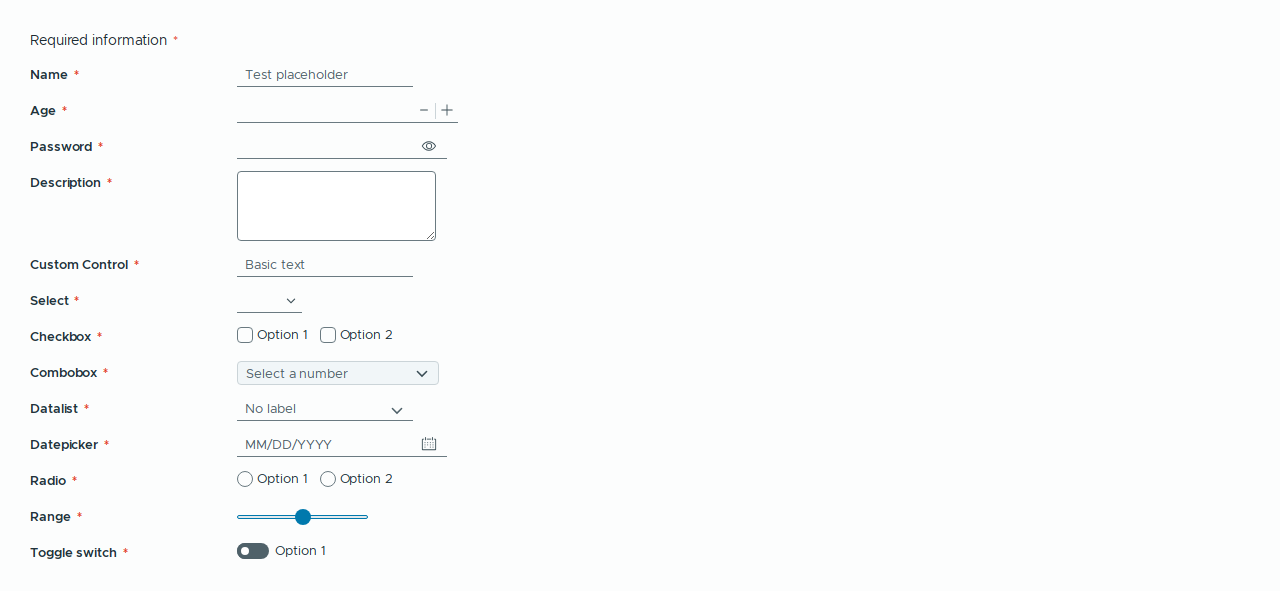 Required information *
Name * Test placeholder
Age *
Password *
Description *
Custom Control * Basic text
Select *
Checkbox * Option 1 Option 2
Combobox * Select a number
Datalist * No label
Datepicker * MM/DD/YYYY
Radio * Option 1 Option 2
Range *
Toggle switch * Option 1